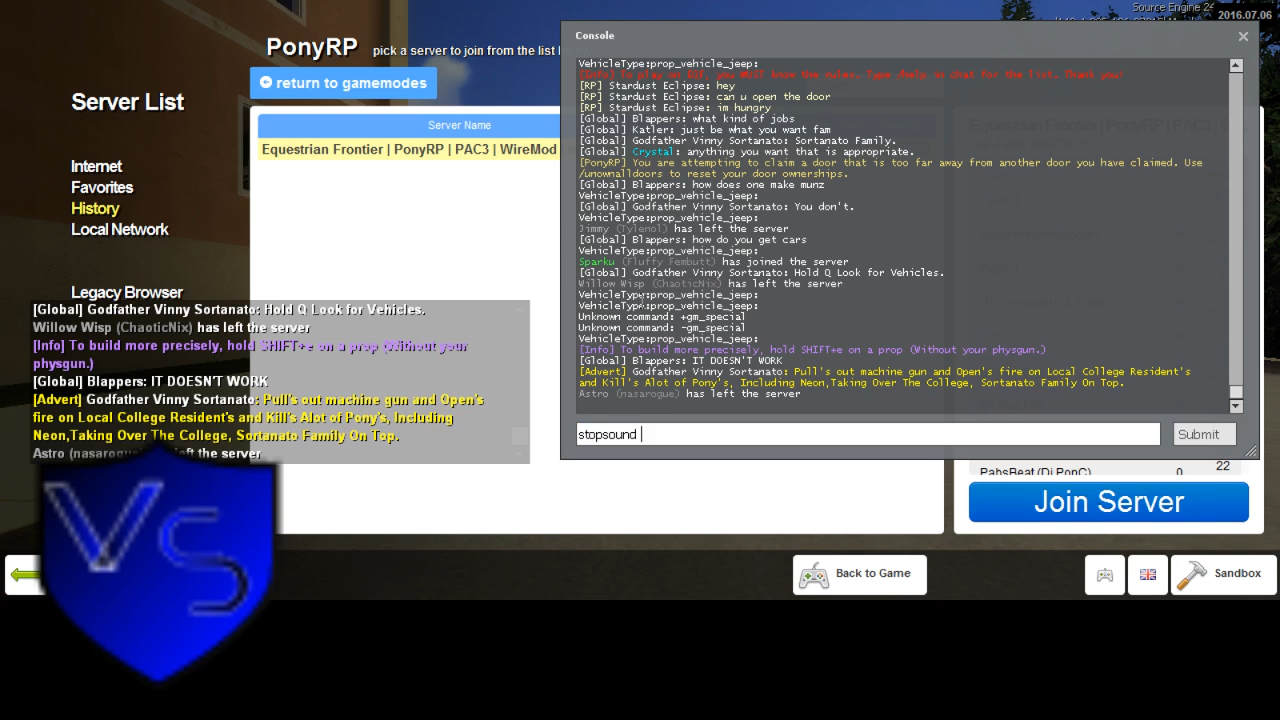 Source Engine 24
2016.07.06
PonyRP pick a server to join from the list
return to gamemodes
Server List
Internet
Favorites
History
Local Network
Legacy Browser
Server Name
Equestrian Frontier | PonyRP | PAC3 | WireMod
[Global] Godfather Vinny Sortanato: Hold Q Look for Vehicles.
Willow Wisp (ChaoticNix) has left the server
[Info] To build more precisely, hold SHIFT+e on a prop (Without your
physgun.)
[Global] Blappers: IT DOESN'T WORK
[Advert] Godfather Vinny Sortanato: Pull's out machine gun and Open's
fire on Local College Resident's and Kill's Alot of Pony's, Including
Neon,Taking Over The College, Sortanato Family On Top.
Astro (nasarogue) left the server
VS
Console
VehicleType:prop_vehicle_jeep:
[Info] To play on EQF, you MUST know the rules. Type /help in chat for the list. Thank you!
[RP] Stardust Eclipse: hey
[RP] Stardust Eclipse: can u open the door
[RP] Stardust Eclipse: im hungry
[Global] Blappers: what kind of jobs
[Global] Katler: just be what you want fam
[Global] Godfather Vinny Sortanato: Sortanato Family.
[Global] Crystal: anything you want that is appropriate.
[PonyRP] You are attempting to claim a door that is too far away from another door you have claimed. Use
/unownalldoors to reset your door ownerships.
[Global] Blappers: how does one make munz
VehicleType:prop_vehicle_jeep:
[Global] Godfather Vinny Sortanato: You don't.
VehicleType:prop_vehicle_jeep:
Jimmy (Tylenol) has left the server
[Global] Blappers: how do you get cars
VehicleType:prop_vehicle_jeep:
Sparku (Fluffy Fembutt) has joined the server
[Global] Godfather Vinny Sortanato: Hold Q Look for Vehicles.
Willow Wisp (ChaoticNix) has left the server
VehicleType:prop_vehicle_jeep:
VehicleType:prop_vehicle_jeep:
Unknown command: +gm_special
Unknown command: -gm_special
VehicleType:prop_vehicle_jeep:
[Info] To build more precisely, hold SHIFT+e on a prop (Without your physgun.)
[Global] Blappers: IT DOESN'T WORK
[Advert] Godfather Vinny Sortanato: Pull's out machine gun and Open's fire on Local College Resident's
and Kill's Alot of Pony's, Including Neon,Taking Over The College, Sortanato Family On Top.
Astro (nasarogue) has left the server
stopsound
Submit
PabsBeat (Dj PonC) 0 22
Join Server
Back to Game
Sandbox